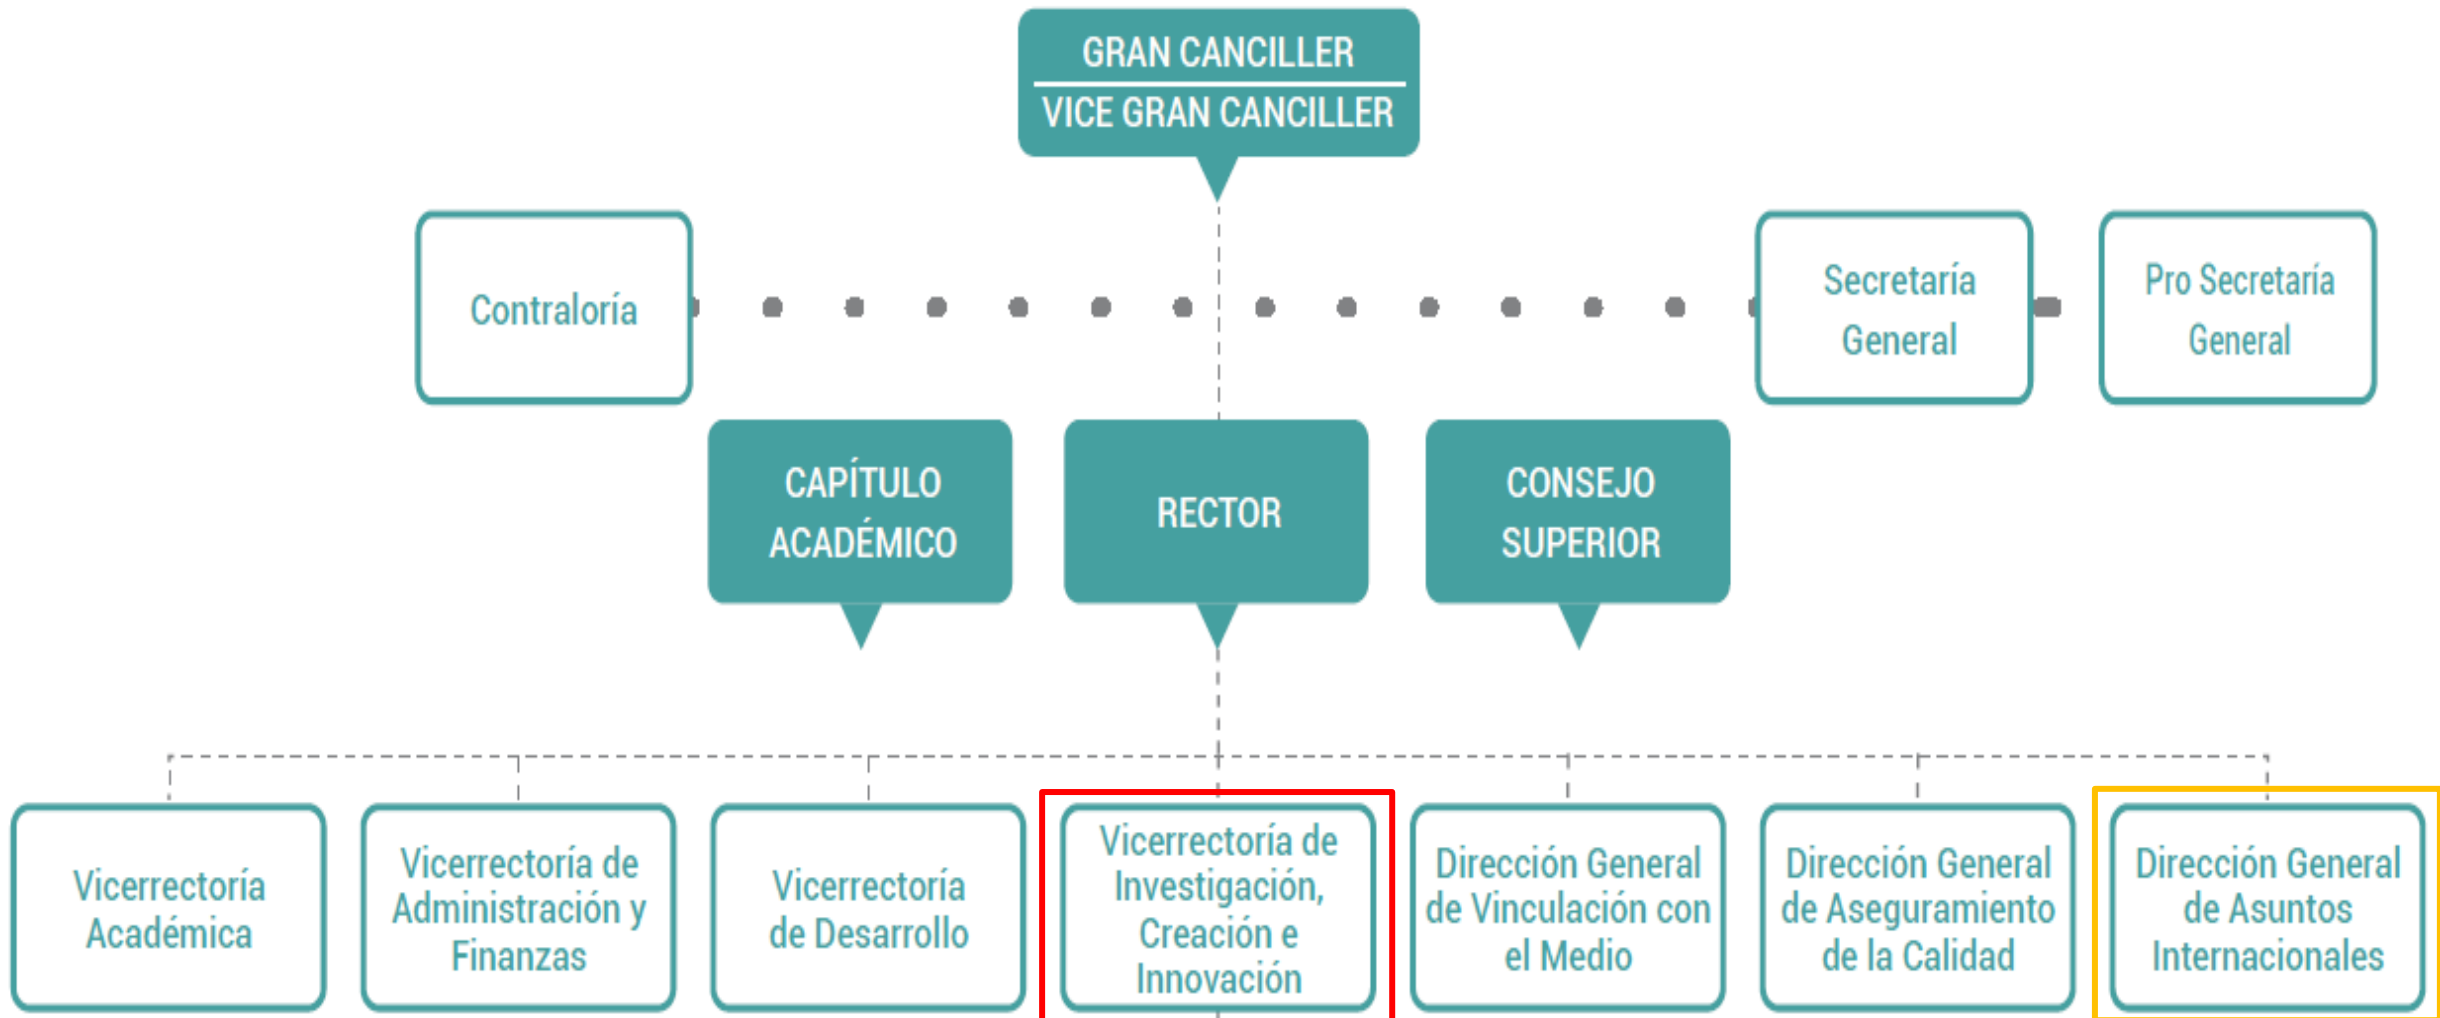 GRAN CANCILLER
VICE GRAN CANCILLER
Contraloría
Secretaría
General
Pro Secretaría
General
CAPÍTULO
ACADÉMICO
RECTOR
CONSEJO
SUPERIOR
Vicerrectoría
Académica
Vicerrectoría de
Administración y
Finanzas
Vicerrectoría
de Desarrollo
Vicerrectoría de
Investigación,
Creación e
Innovación
Dirección General
de Vinculación con
el Medio
Dirección General
de Aseguramiento
de la Calidad
Dirección General
de Asuntos
Internacionales